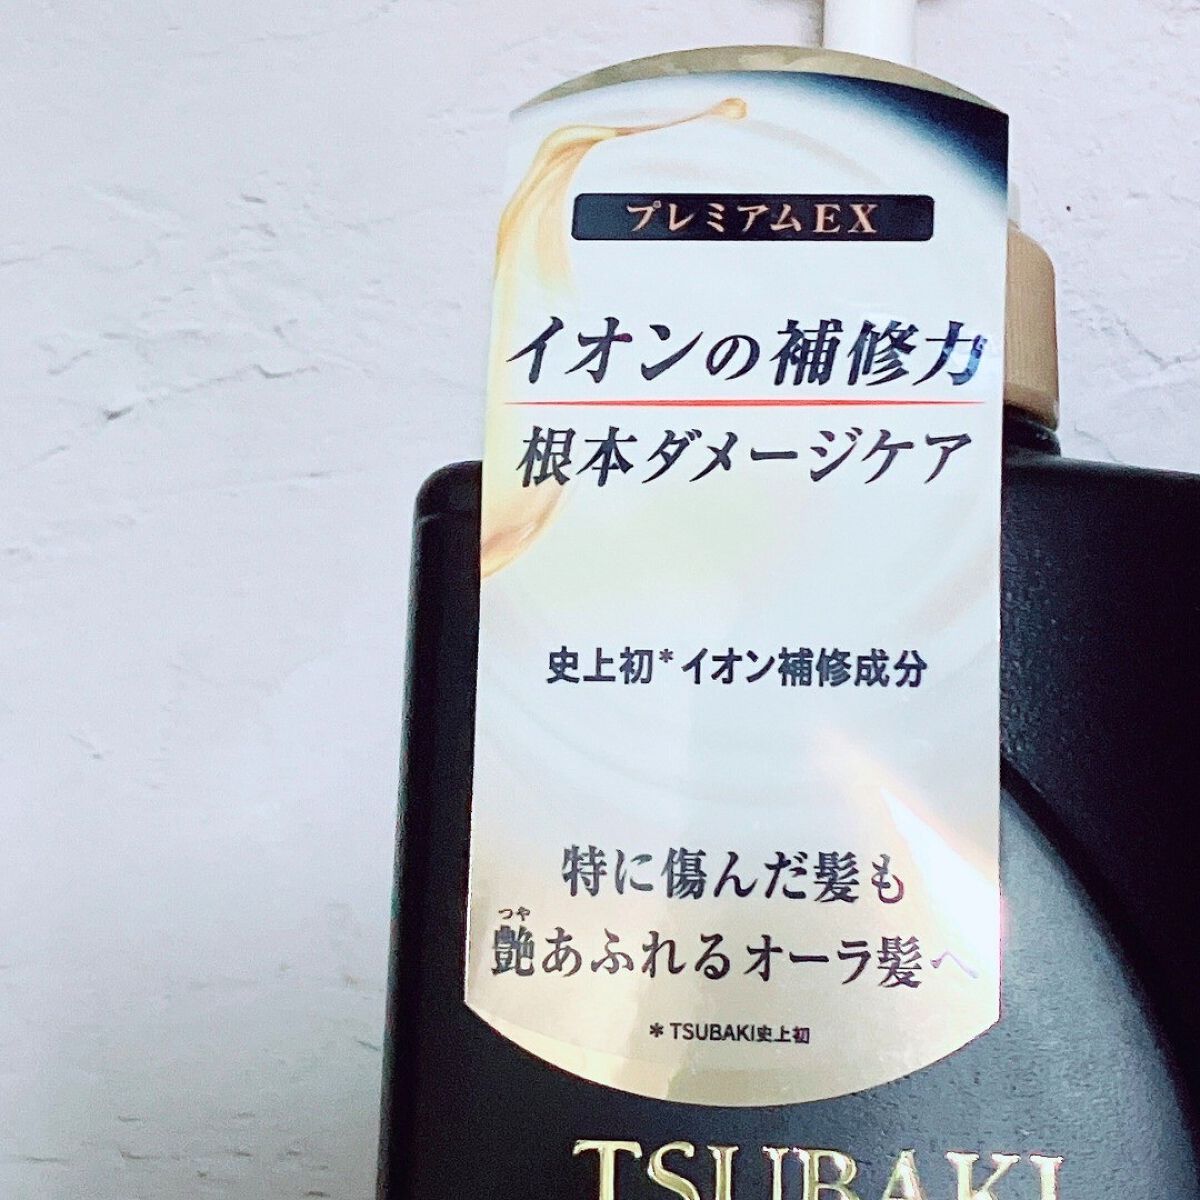 プレミアムEX
イオンの補修力
根本ダメージケア
史上初*イオン補修成分
特に傷んだ髪も
つや
艶あふれるオーラ髪へ
*TSUBAKI史上初
TSUBAKI